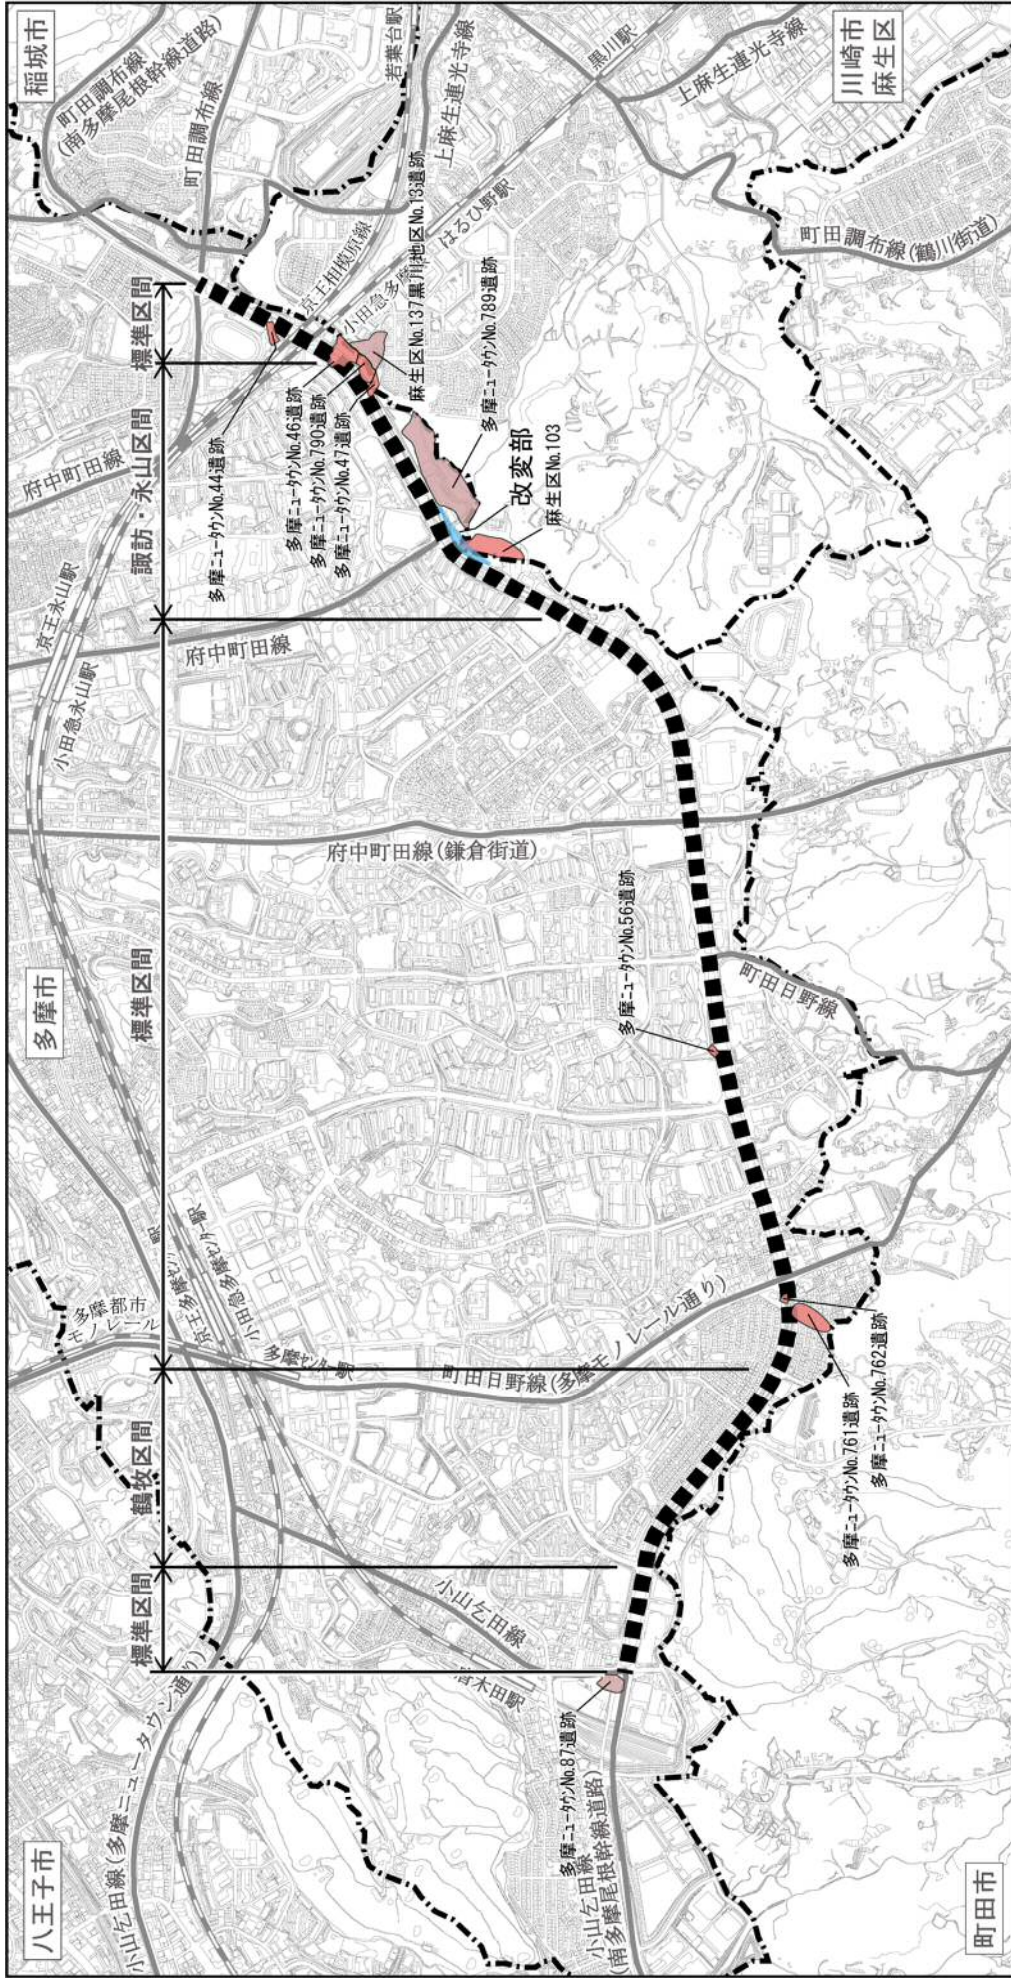 八王子市
多摩市
稲城市
川崎市
麻生区
町田市
標準区間
鶴牧区間
標準区間
諏訪・永山区間
標準区間
小山乞田線(多摩ニュータウン通り)
多摩都市
モノレール
多摩センター駅
京王多摩センター駅
小田急多摩センター駅
町田日野線(多摩モノレール通り)
小山乞田線
唐木田駅
小山乞田線
(南多摩尾根幹線道路)
京王永山駅
小田急永山駅
府中町田線
府中町田線
府中町田線(鎌倉街道)
町田日野線
町田調布線
(南多摩尾根幹線道路)
町田調布線
若葉台駅
上麻生連光寺線
京王相模原線
小田急多摩
はるひ野駅
黒川駅
上麻生連光寺線
町田調布線(鶴川街道)
多摩ニュータウンNo.87遺跡
多摩ニュータウンNo.761遺跡
多摩ニュータウンNo.762遺跡
多摩ニュータウンNo.56遺跡
多摩ニュータウンNo.44遺跡
多摩ニュータウンNo.46遺跡
多摩ニュータウンNo.790遺跡
多摩ニュータウンNo.47遺跡
麻生区No.137黒川地区No.13遺跡
多摩ニュータウンNo.789遺跡
改変部
麻生区No.103